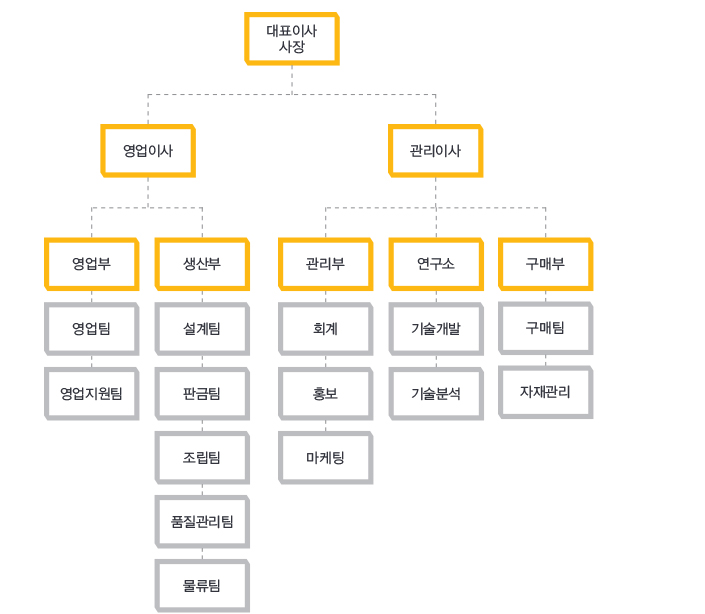 대표이사
사장
영업이사
관리이사
영업부
생산부
관리부
연구소
구매부
영업팀
설계팀
회계
기술개발
구매팀
영업지원팀
판금팀
홍보
기술분석
자재관리
조립팀
마케팅
품질관리팀
물류팀